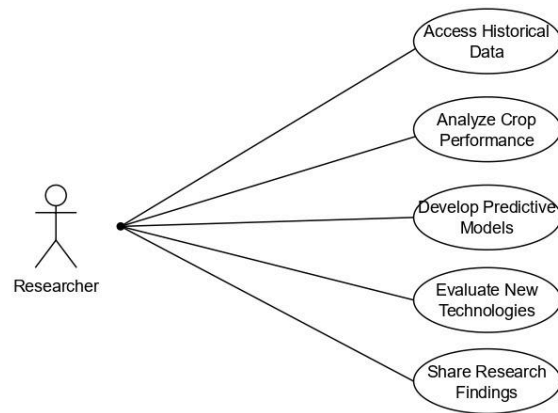 Access Historical
Data
Analyze Crop
Performance
Develop Predictive
Models
Researcher
Evaluate New
Technologies
Share Research
Findings